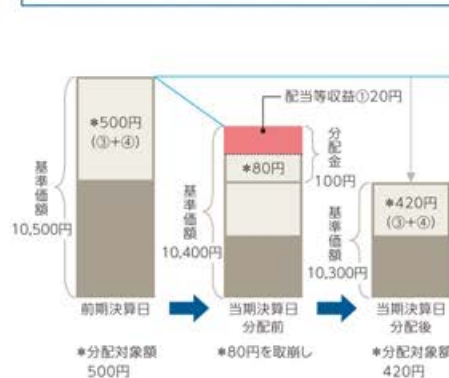 配当等収益①20円
*500円
(③+④)
分配金
100円
*80円
*420円
(③+④)
基準価額
10,500円
基準価額
10,400円
基準価額
10,300円
前期決算日
当期決算日
分配前
当期決算日
分配後
*分配対象額
500円
*80円を取崩し
*分配対象額
420円